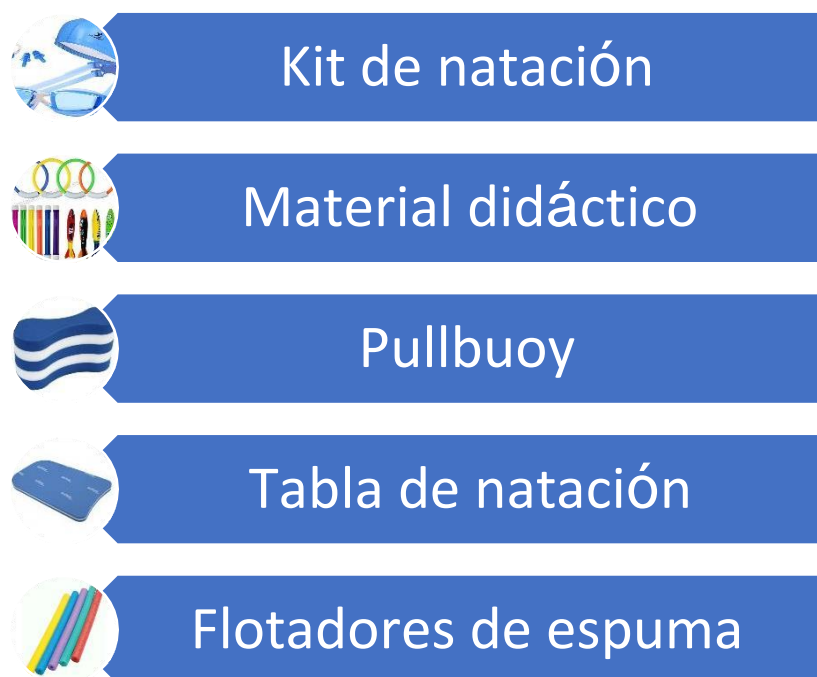 Kit de natación
Material didáctico
Pullbuoy
Tabla de natación
Flotadores de espuma